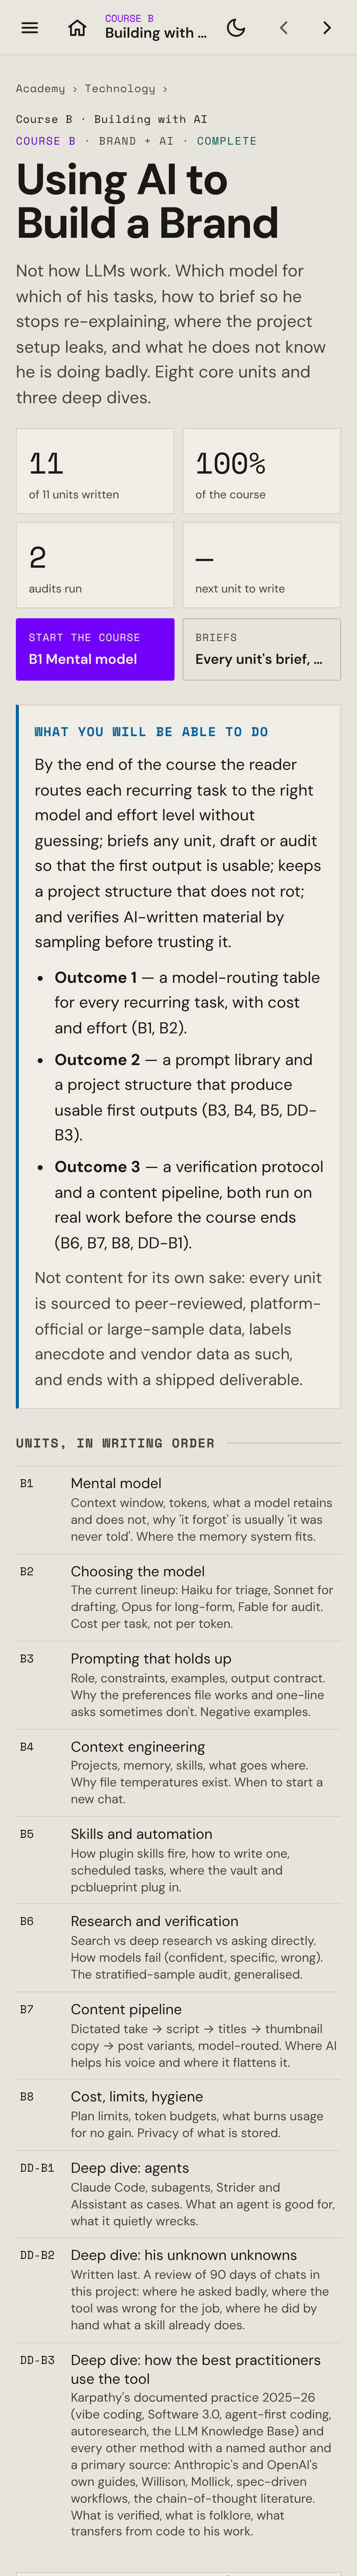 COURSE B
Building with ...
Academy › Technology ›
Course B · Building with AI
COURSE B · BRAND + AI · COMPLETE
Using AI to
Build a Brand
Not how LLMs work. Which model for
which of his tasks, how to brief so he
stops re-explaining, where the project
setup leaks, and what he does not know
he is doing badly. Eight core units and
three deep dives.
11
of 11 units written
100%
of the course
2
audits run
—
next unit to write
START THE COURSE
B1 Mental model
BRIEFS
Every unit's brief, ...
WHAT YOU WILL BE ABLE TO DO
By the end of the course the reader
routes each recurring task to the right
model and effort level without
guessing; briefs any unit, draft or audit
so that the first output is usable; keeps
a project structure that does not rot;
and verifies AI-written material by
sampling before trusting it.
• Outcome 1 — a model-routing table
for every recurring task, with cost
and effort (B1, B2).
• Outcome 2 — a prompt library and
a project structure that produce
usable first outputs (B3, B4, B5, DD-
B3).
• Outcome 3 — a verification protocol
and a content pipeline, both run on
real work before the course ends
(B6, B7, B8, DD-B1).
Not content for its own sake: every unit
is sourced to peer-reviewed, platform-
official or large-sample data, labels
anecdote and vendor data as such,
and ends with a shipped deliverable.
UNITS, IN WRITING ORDER
B1 Mental model
Context window, tokens, what a model retains
and does not, why 'it forgot' is usually 'it was
never told'. Where the memory system fits.
B2 Choosing the model
The current lineup: Haiku for triage, Sonnet for
drafting, Opus for long-form, Fable for audit.
Cost per task, not per token.
B3 Prompting that holds up
Role, constraints, examples, output contract.
Why the preferences file works and one-line
asks sometimes don't. Negative examples.
B4 Context engineering
Projects, memory, skills, what goes where.
Why file temperatures exist. When to start a
new chat.
B5 Skills and automation
How plugin skills fire, how to write one,
scheduled tasks, where the vault and
pcblueprint plug in.
B6 Research and verification
Search vs deep research vs asking directly.
How models fail (confident, specific, wrong).
The stratified-sample audit, generalised.
B7 Content pipeline
Dictated take → script → titles → thumbnail
copy → post variants, model-routed. Where AI
helps his voice and where it flattens it.
B8 Cost, limits, hygiene
Plan limits, token budgets, what burns usage
for no gain. Privacy of what is stored.
DD-B1 Deep dive: agents
Claude Code, subagents, Strider and
AIssistant as cases. What an agent is good for,
what it quietly wrecks.
DD-B2 Deep dive: his unknown unknowns
Written last. A review of 90 days of chats in
this project: where he asked badly, where the
tool was wrong for the job, where he did by
hand what a skill already does.
DD-B3 Deep dive: how the best practitioners
use the tool
Karpathy's documented practice 2025–26
(vibe coding, Software 3.0, agent-first coding,
autoresearch, the LLM Knowledge Base) and
every other method with a named author and
a primary source: Anthropic's and OpenAI's
own guides, Willison, Mollick, spec-driven
workflows, the chain-of-thought literature.
What is verified, what is folklore, what
transfers from code to his work.